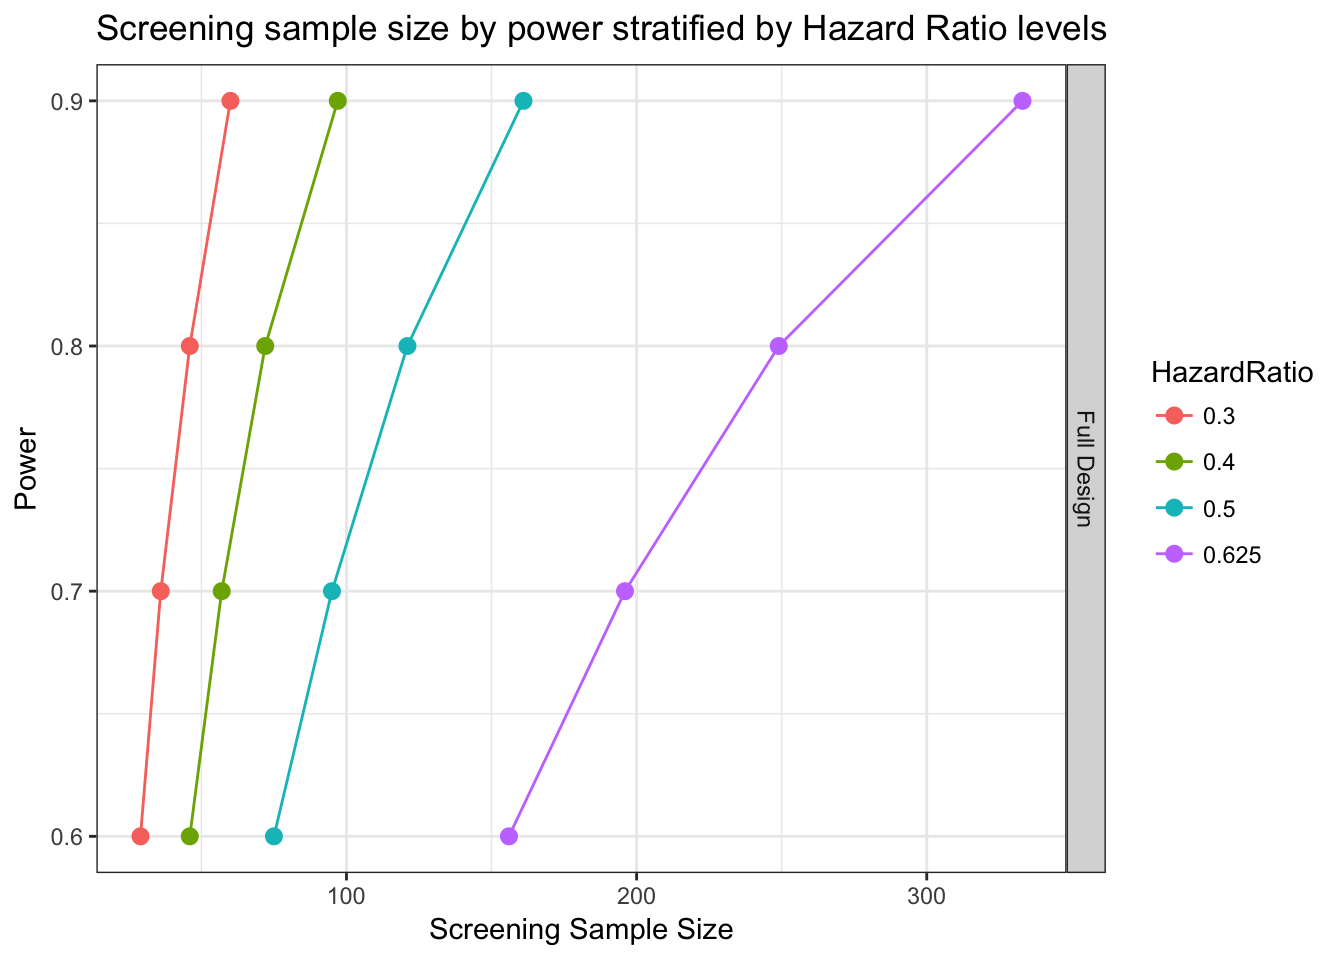 Screening sample size by power stratified by Hazard Ratio levels
0.9
0.8
0.7
0.6
Power
100
200
300
Screening Sample Size
Full Design
HazardRatio
0.3
0.4
0.5
0.625